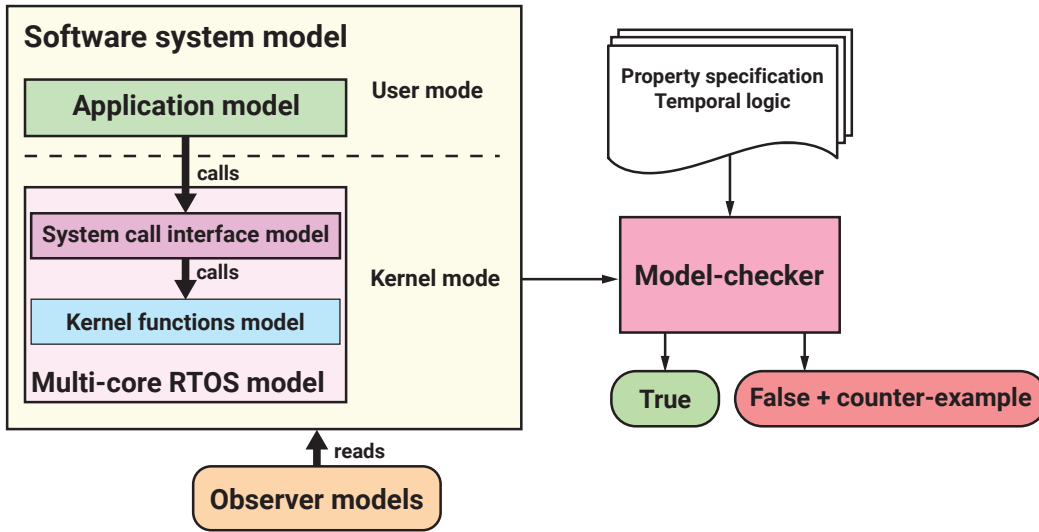 Software system model
Application model
User mode
calls
System call interface model
calls
Kernel functions model
Kernel mode
Multi-core RTOS model
reads
Observer models
Property specification
Temporal logic
Model-checker
True
False + counter-example